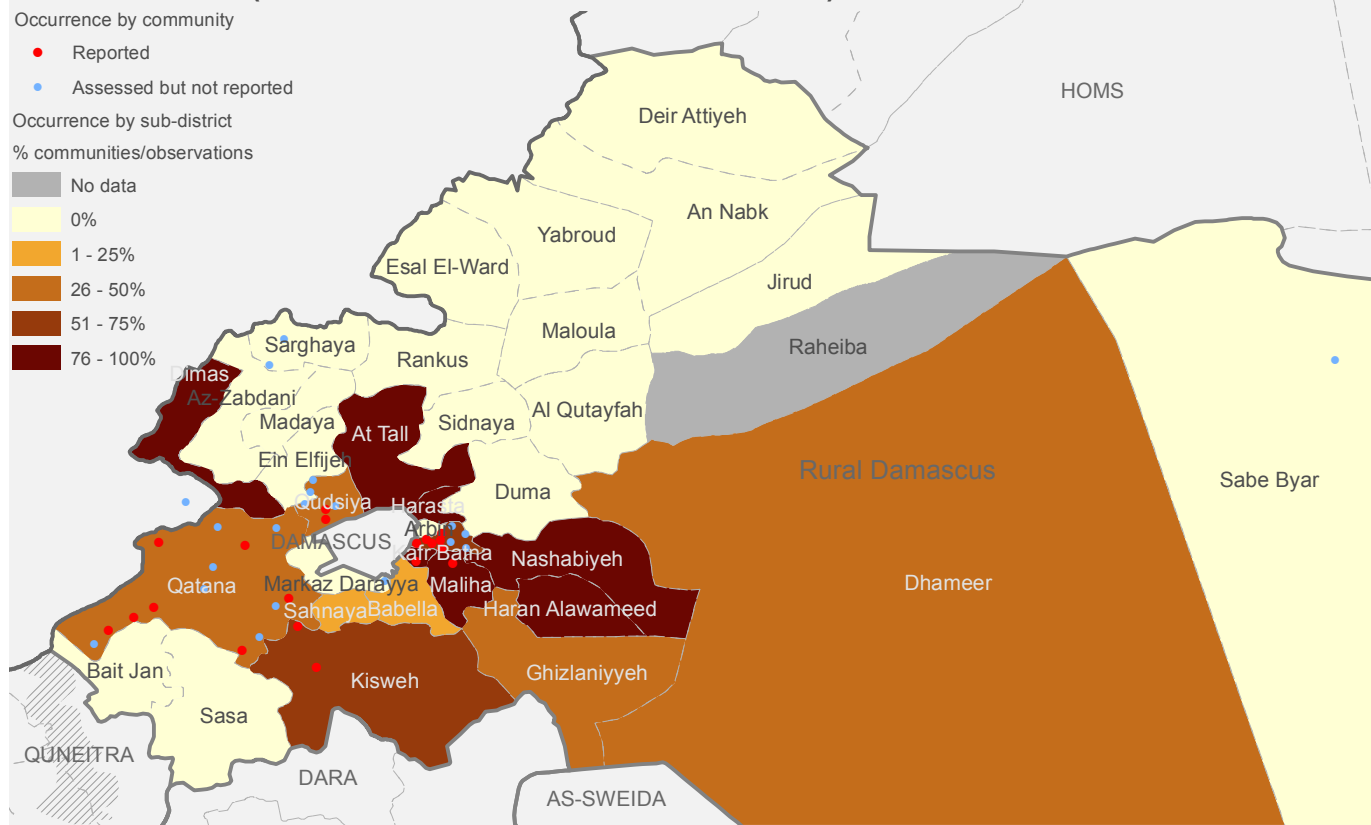 Occurrence by community
Reported
Assessed but not reported
Occurrence by sub-district
% communities/observations
No data
0%
1 - 25%
26 - 50%
51 - 75%
76 - 100%
HOMS
Deir Attiyeh
An Nabk
Yabroud
Esal El-Ward
Jirud
Maloula
Raheiba
Sarghaya
Rankus
Dimas
Az-Zabdani
Madaya
Al Qutayfah
Sidnaya
At Tall
Ein Elfijeh
Rural Damascus
Sabe Byar
Duma
Qudsiya
Harasta
Arbin
DAMASCUS
Kafr Batna
Nashabiyeh
Markaz Darayya
Maliha
Dhameer
Qatana
Sahnaya
Babella
Haran Alawameed
Bait Jan
Kisweh
Ghizlaniyyeh
Sasa
QUNEITRA
DARA
AS-SWEIDA